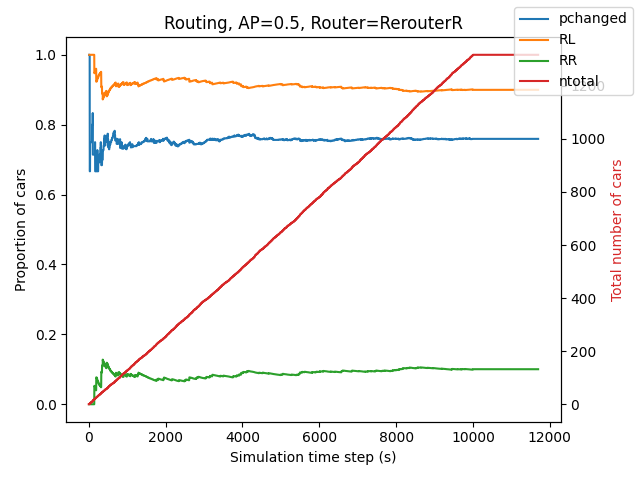 Routing, AP=0.5, Router=RerouterR
pchanged
RL
RR
ntotal
1.0
0.8
0.6
0.4
0.2
0.0
Proportion of cars
0
2000
4000
6000
8000
10000
12000
Simulation time step (s)
1200
1000
800
600
400
200
0
Total number of cars